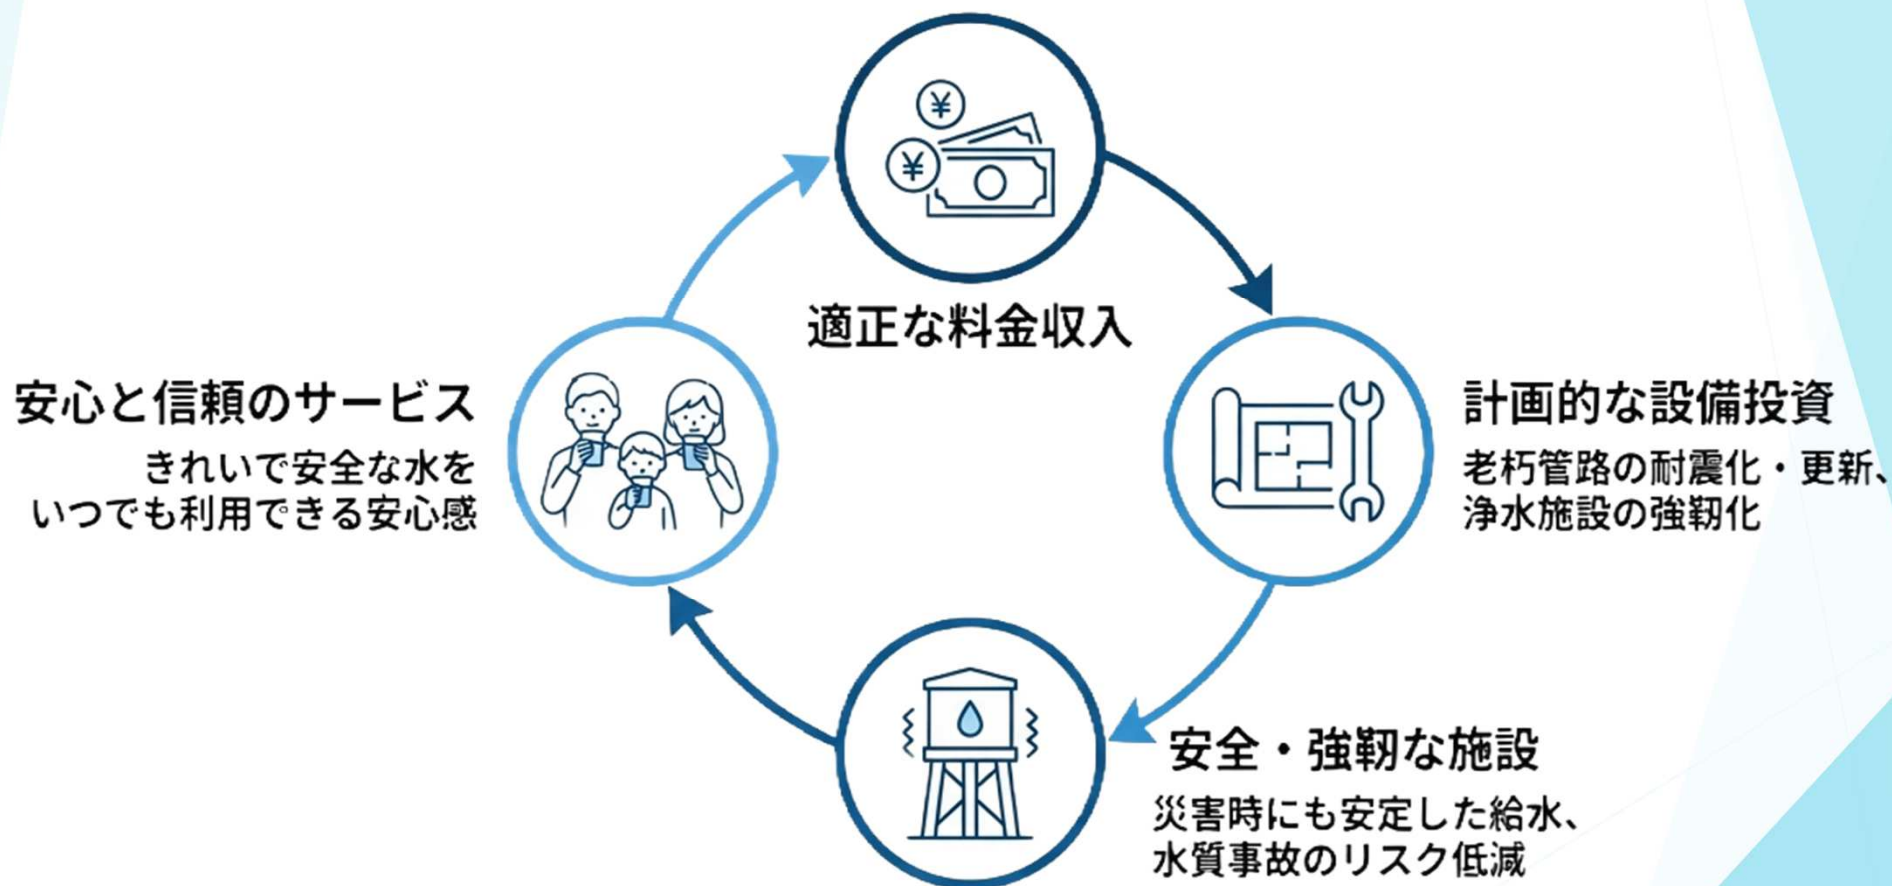 ¥
¥
適正な料金収入
計画的な設備投資
老朽管路の耐震化・更新、
浄水施設の強靭化
安全・強靭な施設
災害時にも安定した給水、
水質事故のリスク低減
安心と信頼のサービス
きれいで安全な水を
いつでも利用できる安心感